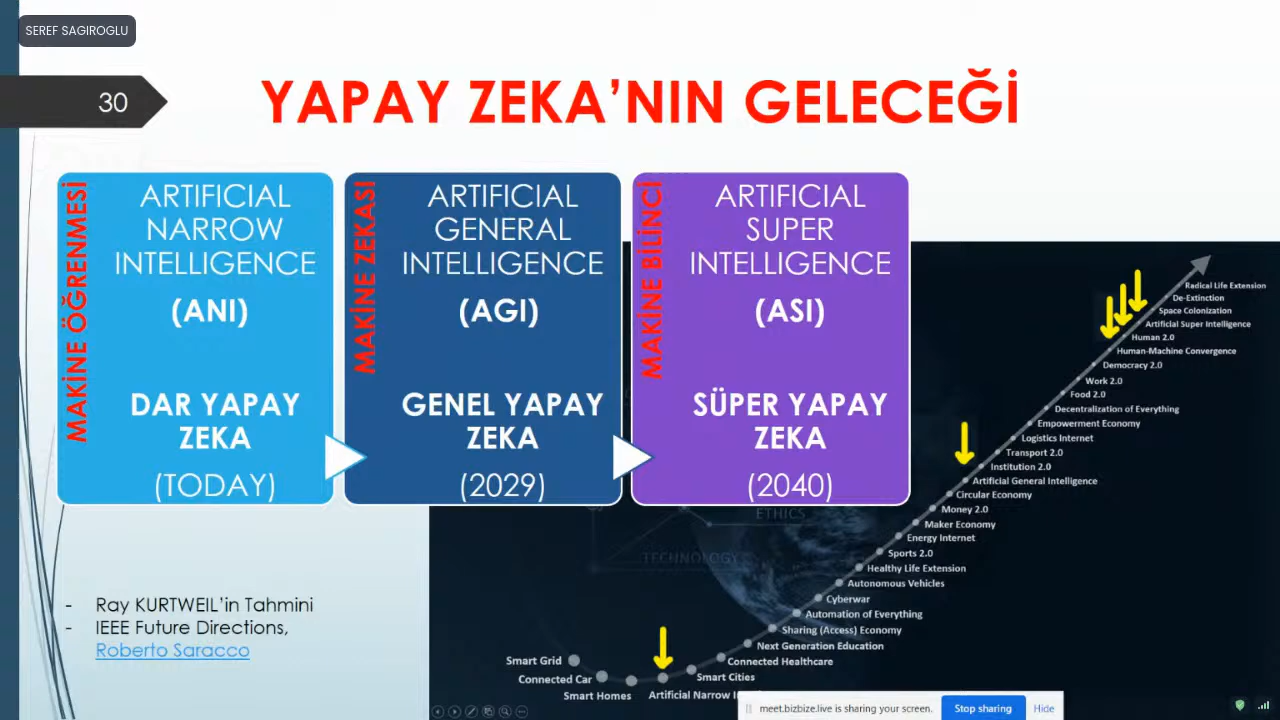 SEREF SAGIROGLU
30
YAPAY ZEKA’NIN GELECEĞİ
MAKİNE ÖĞRENMESİ
ARTIFICIAL
NARROW
INTELLIGENCE
(ANI)
DAR YAPAY
ZEKA
(TODAY)
MAKİNE ZEKASI
ARTIFICIAL
GENERAL
INTELLIGENCE
(AGI)
GENEL YAPAY
ZEKA
(2029)
MAKİNE BİLİNCİ
ARTIFICIAL
SUPER
INTELLIGENCE
(ASI)
SÜPER YAPAY
ZEKA
(2040)
Radical Life Extension
De-Extinction
Space Colonization
Artificial Super Intelligence
Human 2.0
Human-Machine Convergence
Democracy 2.0
Work 2.0
Food 2.0
Decentralization of Everything
Empowerment Economy
Logistics Internet
Transport 2.0
Institution 2.0
Artificial General Intelligence
Circular Economy
Money 2.0
Maker Economy
Energy Internet
Sports 2.0
Healthy Life Extension
Autonomous Vehicles
Cyberwar
Automation of Everything
Sharing (Access) Economy
Next Generation Education
Connected Healthcare
Smart Cities
Artificial Narrow
Smart Homes
Connected Car
Smart Grid
ETHICS
TECHNOLOGY
- Ray KURTWEIL’in Tahmini
- IEEE Future Directions,
Roberto Saracco
meet.bizbize.live is sharing your screen.
Stop sharing
Hide